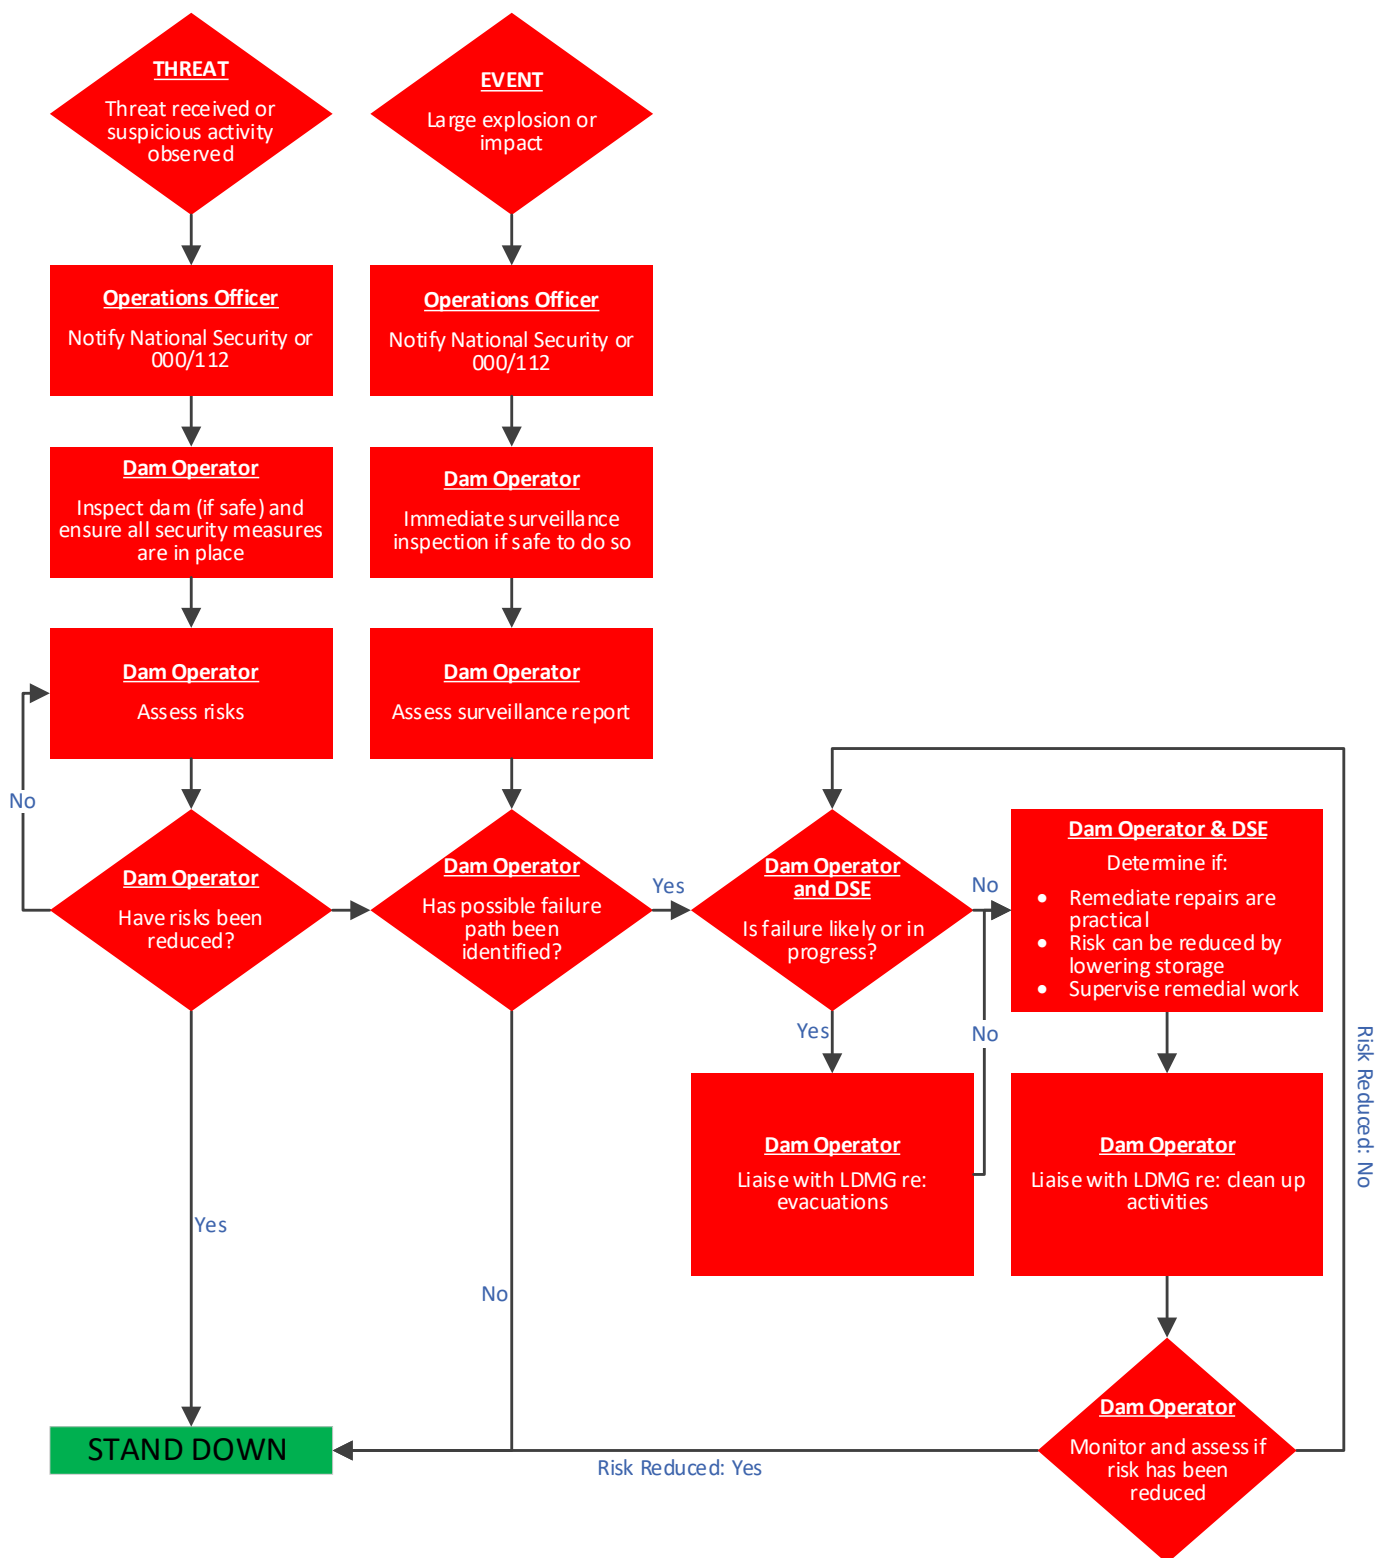 THREAT
Threat received or
suspicious activity
observed
EVENT
Large explosion or
impact
Operations Officer
Notify National Security or
000/112
Operations Officer
Notify National Security or
000/112
Dam Operator
Inspect dam (if safe) and
ensure all security measures
are in place
Dam Operator
Immediate surveillance
inspection if safe to do so
Dam Operator
Assess risks
Dam Operator
Assess surveillance report
No
Dam Operator
Have risks been
reduced?
Dam Operator
Has possible failure
path been
identified?
Yes
Dam Operator
and DSE
Is failure likely or in
progress?
No
Dam Operator & DSE
Determine if:
• Remediate repairs are
practical
• Risk can be reduced by
lowering storage
• Supervise remedial work
Yes
No
Risk Reduced: No
Dam Operator
Liaise with LDMG re:
evacuations
Dam Operator
Liaise with LDMG re: clean up
activities
Yes
No
Dam Operator
Monitor and assess if
risk has been
reduced
STAND DOWN
Risk Reduced: Yes